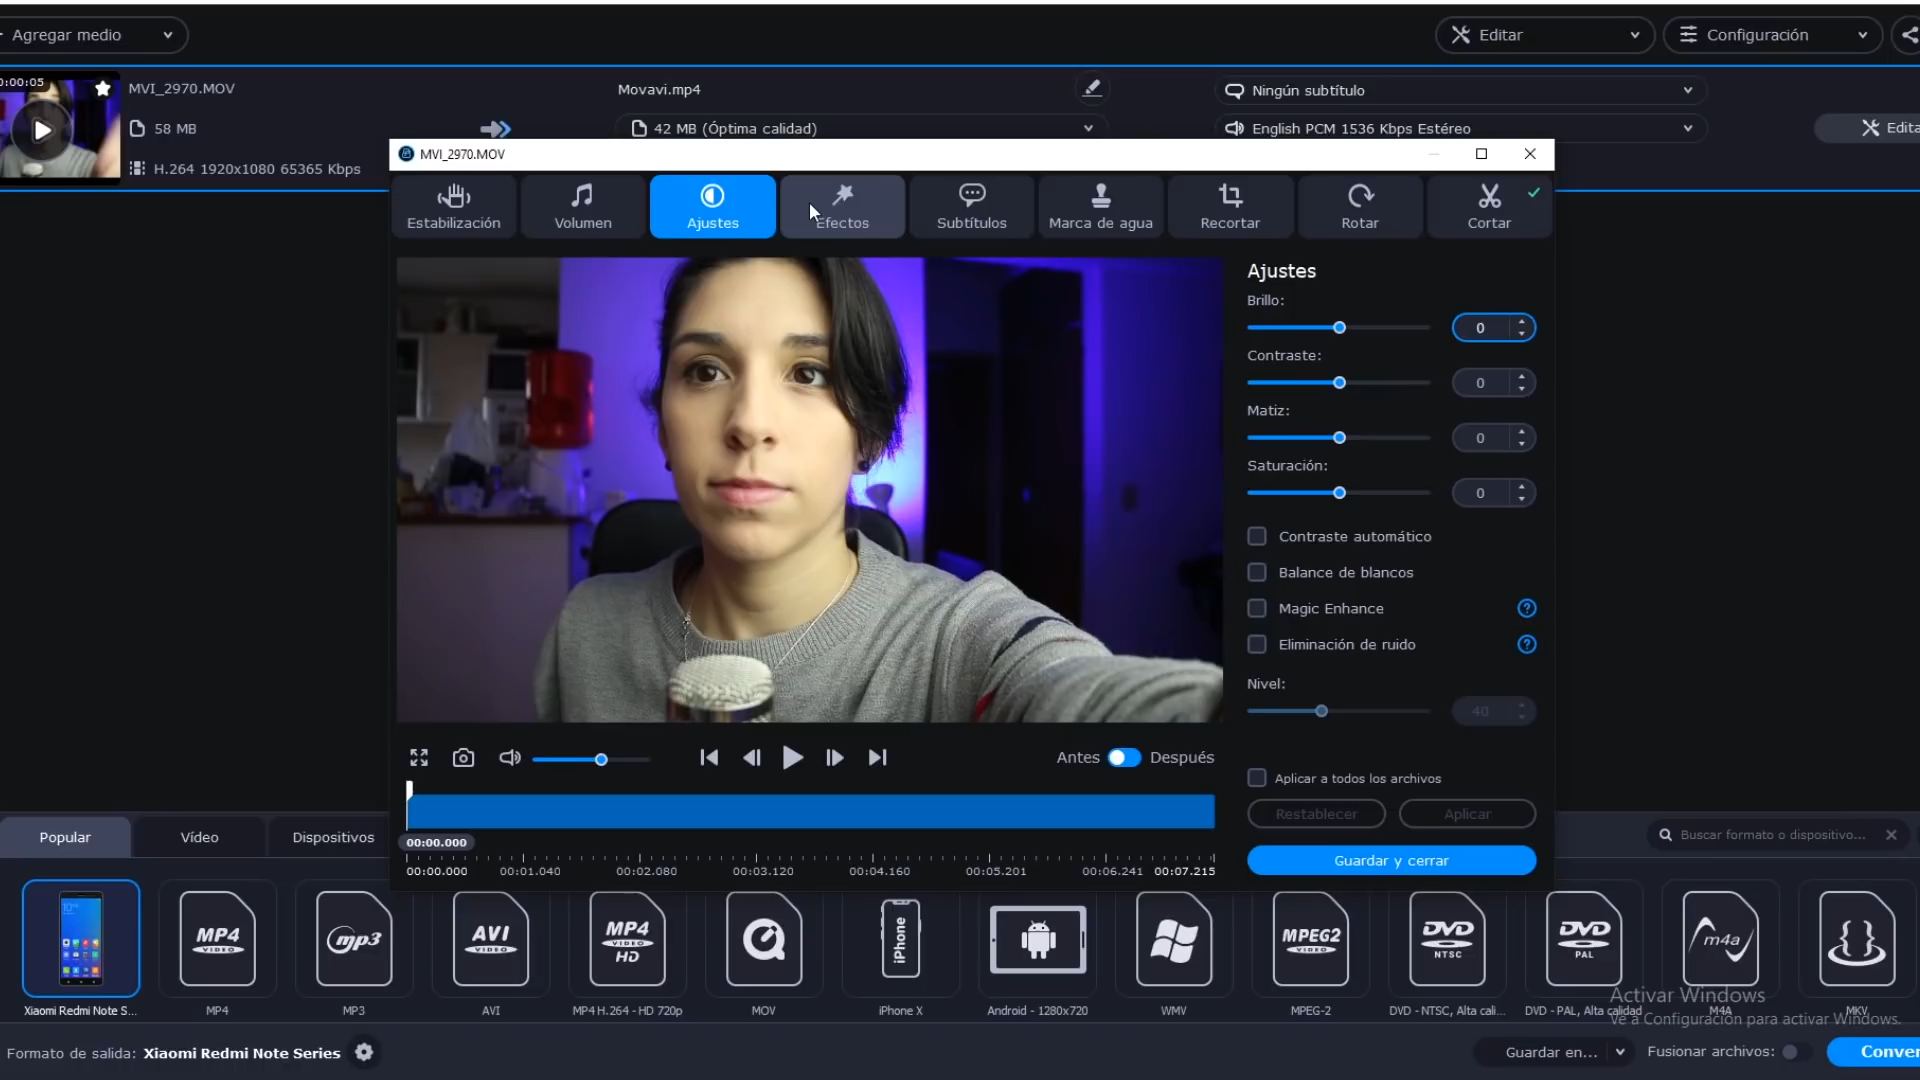 Agregar medio
Editar
Configuración
0:00:05
MVI_2970.MOV
Movavi.mp4
Ningún subtítulo
58 MB
42 MB (Óptima calidad)
English PCM 1536 Kbps Estéreo
Edita
H.264 1920x1080 65365 Kbps
MVI_2970.MOV
Estabilización
Volumen
Ajustes
Efectos
Subtítulos
Marca de agua
Recortar
Rotar
Cortar
Ajustes
Brillo:
0
Contraste:
0
Matiz:
0
Saturación:
0
Contraste automático
Balance de blancos
Magic Enhance
?
Eliminación de ruido
?
Nivel:
40
Antes
Después
Aplicar a todos los archivos
Restablecer
Aplicar
Guardar y cerrar
00:00.000
00:00.000
00:01.040
00:02.080
00:03.120
00:04.160
00:05.201
00:06.241
00:07.215
Popular
Vídeo
Dispositivos
Buscar formato o dispositivo...
MP4 VIDEO
mp3
AVI VIDEO
MP4 VIDEO HD
iPhone
MPEG2 VIDEO
DVD VIDEO NTSC
DVD VIDEO PAL
m4a
Xiaomi Redmi Note S...
MP4
MP3
AVI
MP4 H.264 - HD 720p
MOV
iPhone X
Android - 1280x720
WMV
MPEG-2
DVD - NTSC, Alta cali...
DVD - PAL, Alta calidad
M4A
MKV
Activar Windows
Ve a Configuración para activar Windows.
Formato de salida: Xiaomi Redmi Note Series
Guardar en...
Fusionar archivos:
Conver